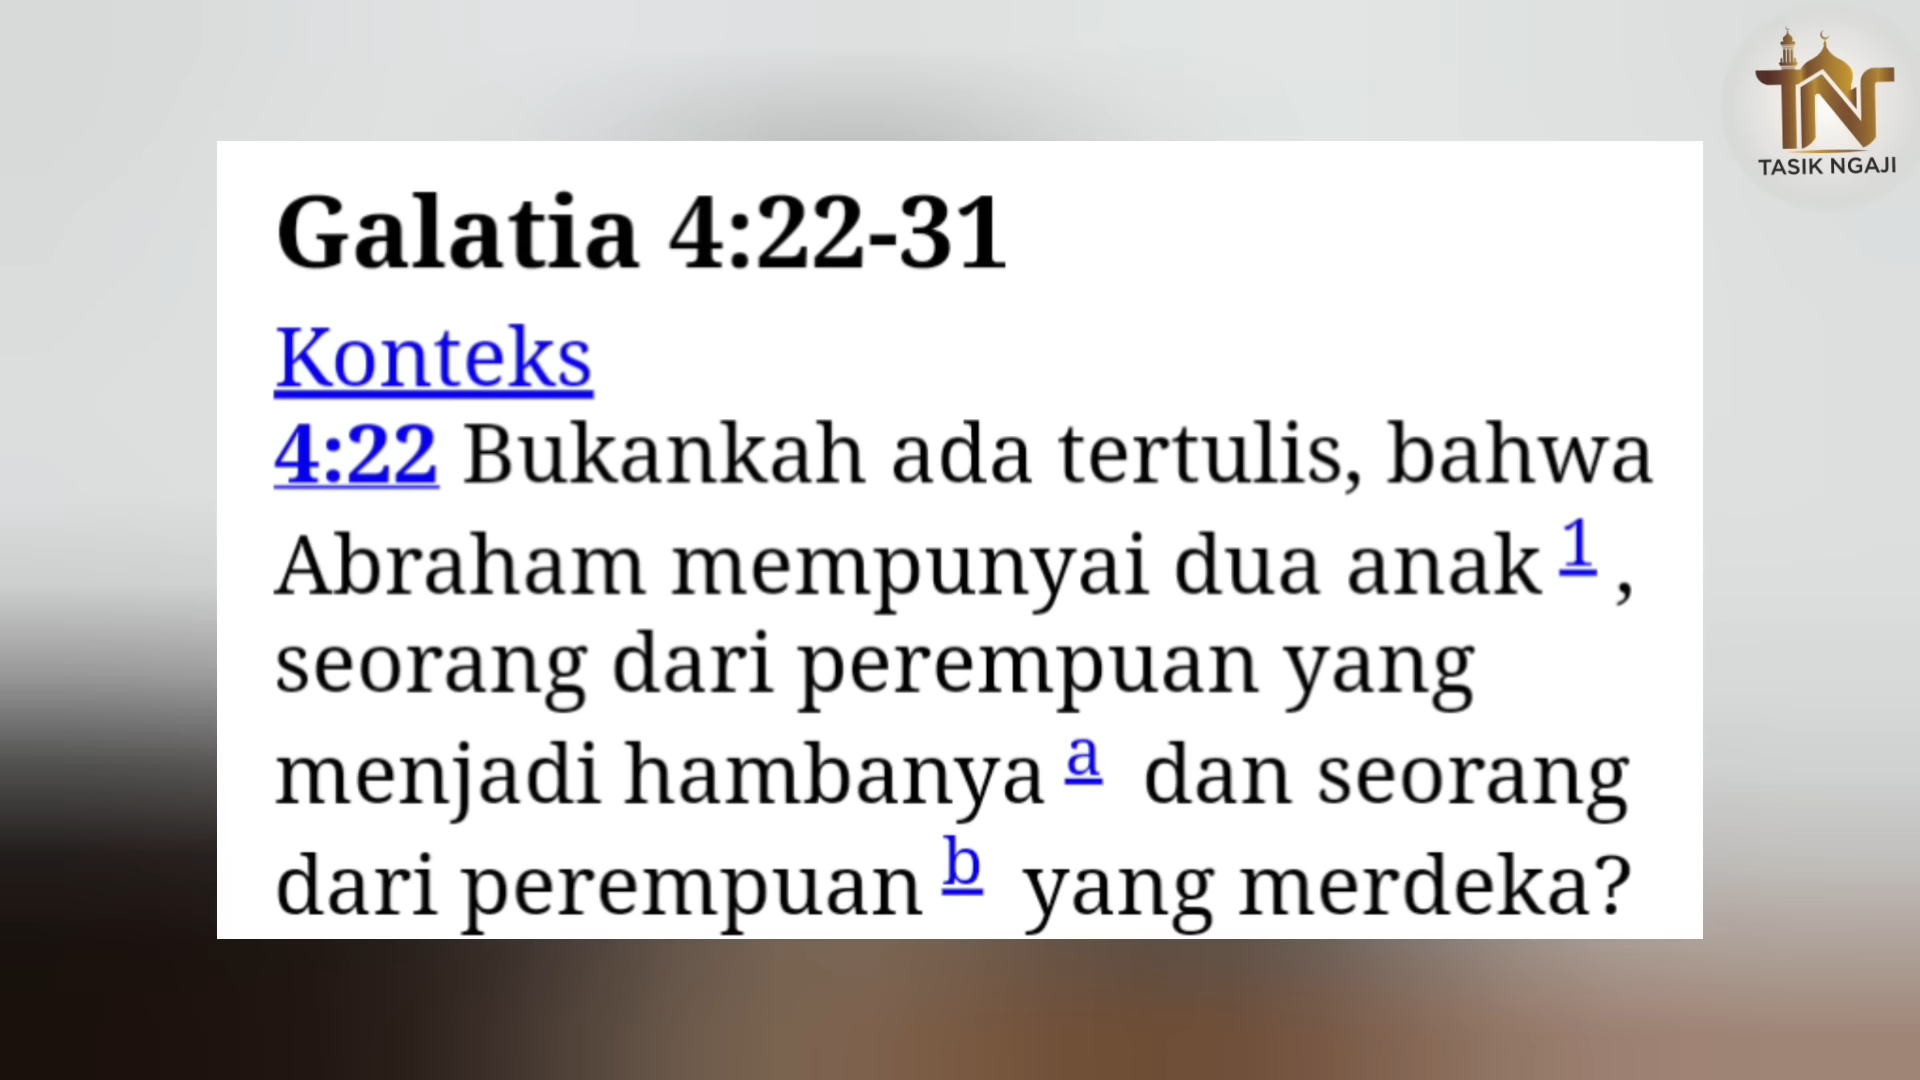 TN
TASIK NGAJI
Galatia 4:22-31
Konteks
4:22 Bukankah ada tertulis, bahwa
Abraham mempunyai dua anak 1 ,
seorang dari perempuan yang
menjadi hambanya a dan seorang
dari perempuan b yang merdeka?